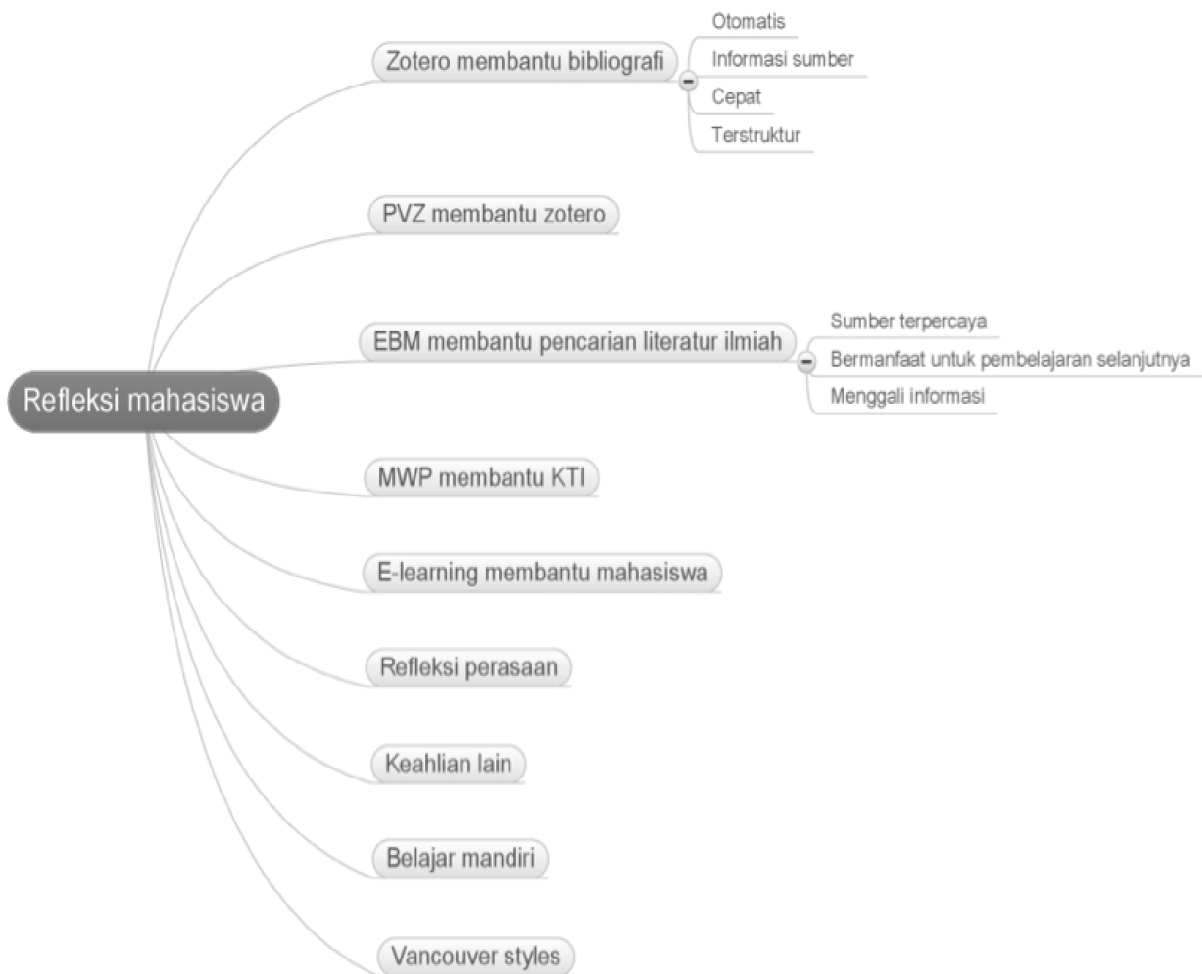 Refleksi mahasiswa
Zotero membantu bibliografi
Otomatis
Informasi sumber
Cepat
Terstruktur
PVZ membantu zotero
EBM membantu pencarian literatur ilmiah
Sumber terpercaya
Bermanfaat untuk pembelajaran selanjutnya
Menggali informasi
MWP membantu KTI
E-learning membantu mahasiswa
Refleksi perasaan
Keahlian lain
Belajar mandiri
Vancouver styles